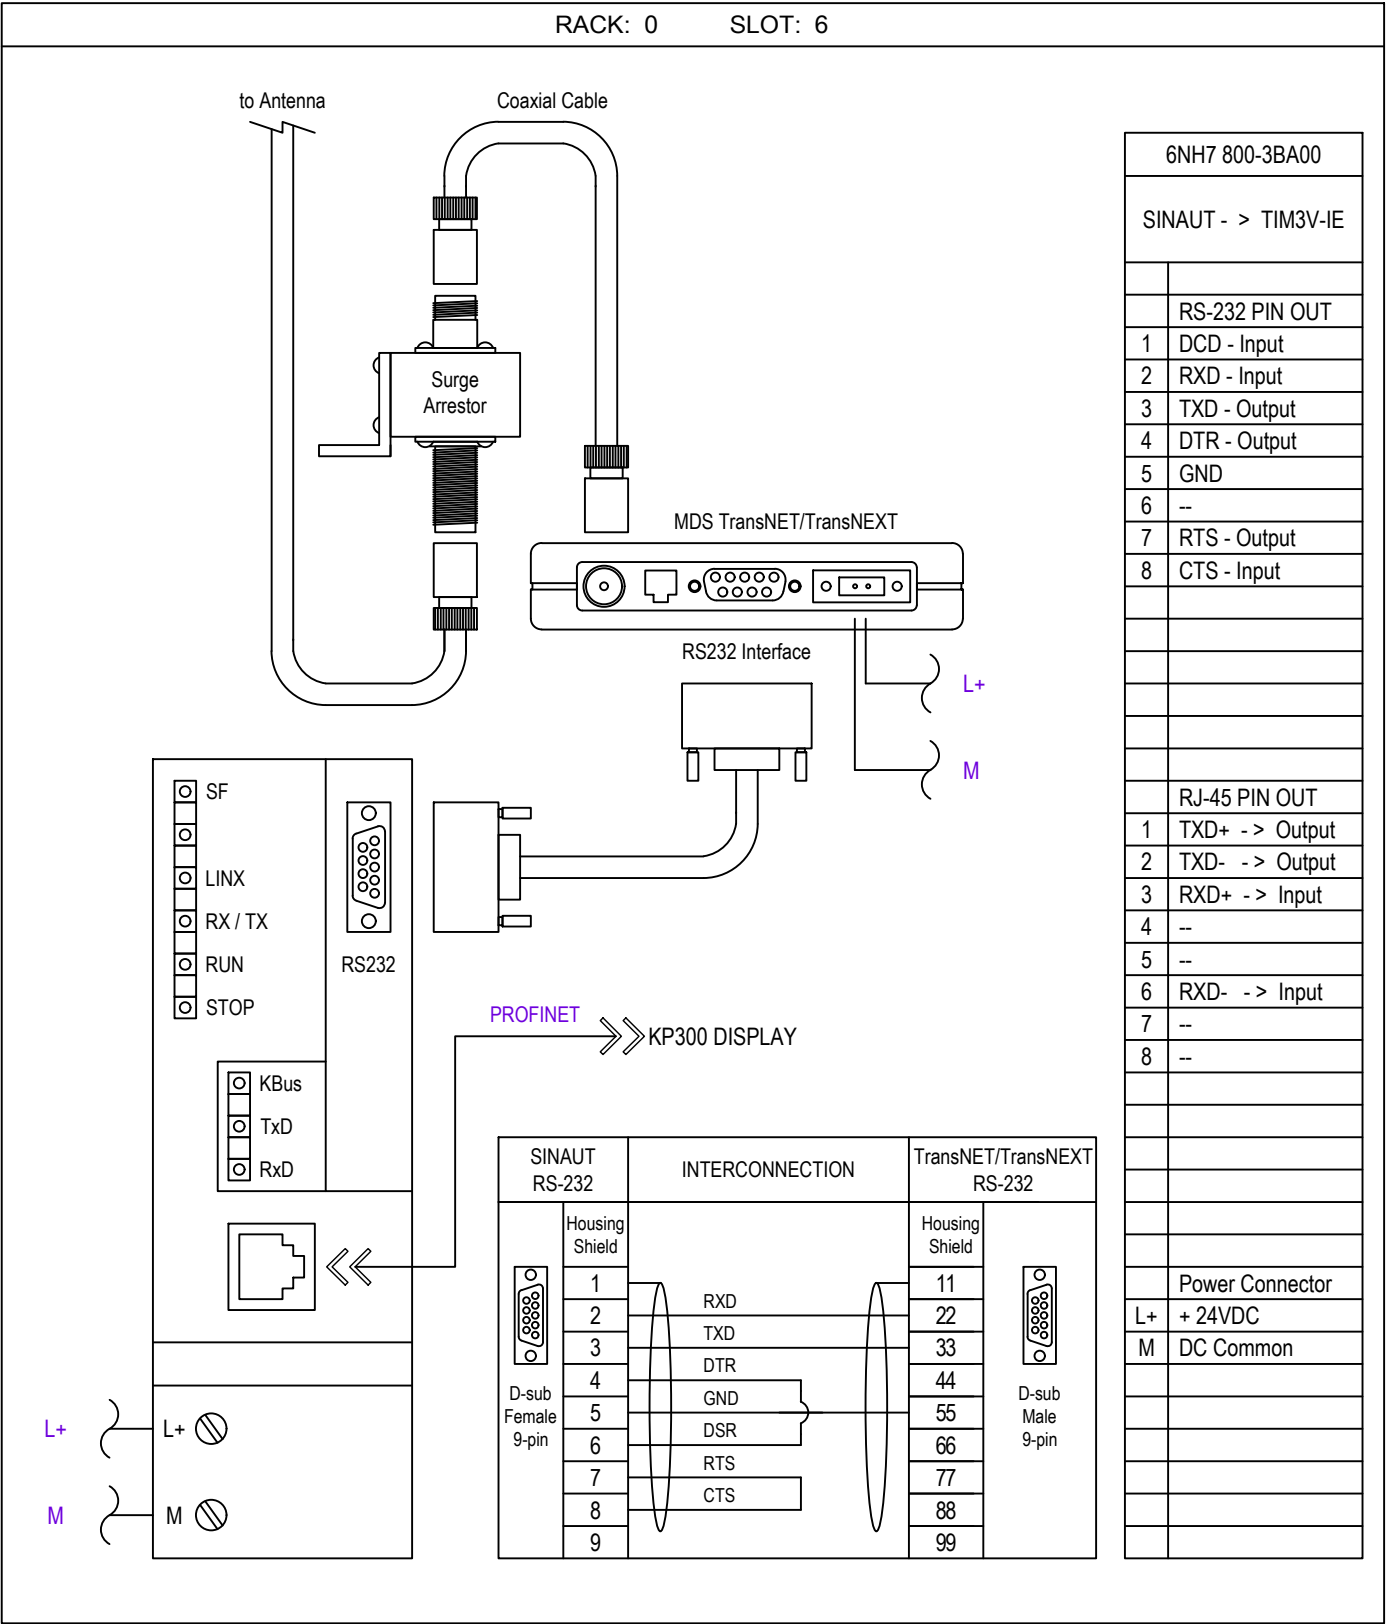 RACK: 0 SLOT: 6
to Antenna
Coaxial Cable
Surge
Arrestor
MDS TransNET/TransNEXT
RS232 Interface
L+
M
SF
LINX
RX / TX
RUN
STOP
RS232
KBus
TxD
RxD
PROFINET
KP300 DISPLAY
L+
L+
M
M
SINAUT
RS-232
INTERCONNECTION
TransNET/TransNEXT
RS-232
Housing
Shield
Housing
Shield
1
11
RXD
2
22
TXD
3
33
DTR
4
44
GND
5
55
DSR
6
66
RTS
7
77
CTS
8
88
9
99
D-sub
Female
9-pin
D-sub
Male
9-pin
6NH7 800-3BA00
SINAUT - > TIM3V-IE
RS-232 PIN OUT
1 DCD - Input
2 RXD - Input
3 TXD - Output
4 DTR - Output
5 GND
6 --
7 RTS - Output
8 CTS - Input
RJ-45 PIN OUT
1 TXD+ - > Output
2 TXD- - > Output
3 RXD+ - > Input
4 --
5 --
6 RXD- - > Input
7 --
8 --
Power Connector
L+ + 24VDC
M DC Common